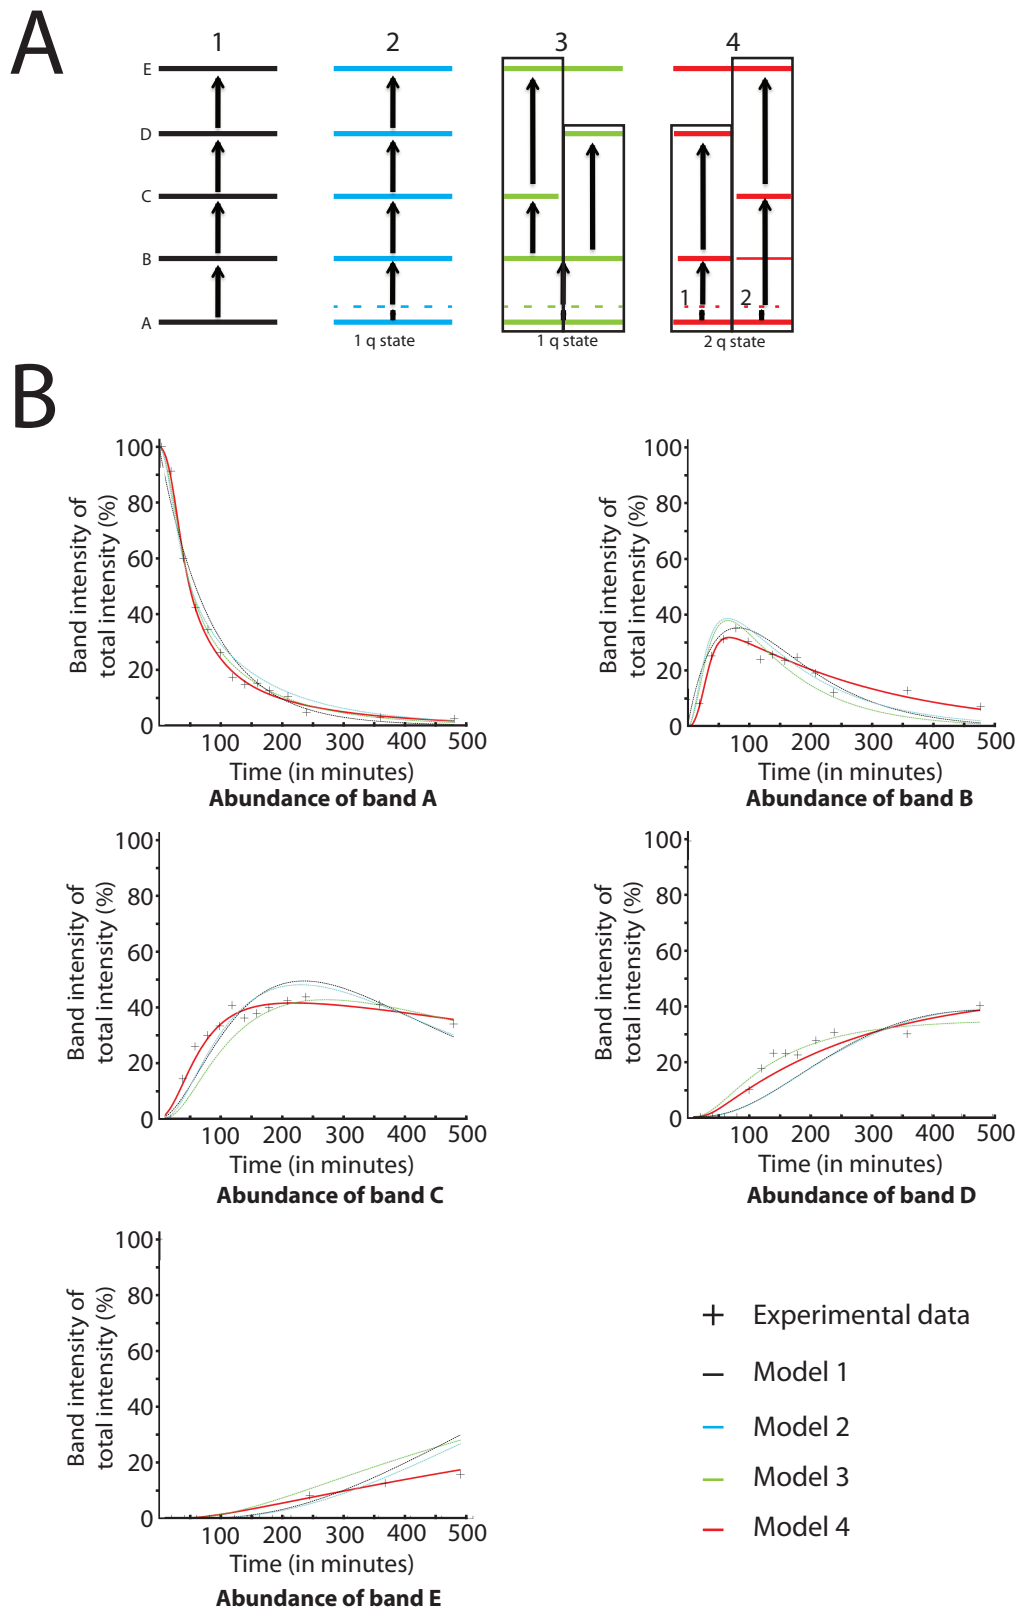 A
1 2 3 4
E
D
C
B
1 2
A
1 q state 1 q state 2 q state
B
100
80
60
40
20
0
100 200 300 400 500
Band intensity of
total intensity (%)
Time (in minutes)
Abundance of band A
100
80
60
40
20
0
100 200 300 400 500
Band intensity of
total intensity (%)
Time (in minutes)
Abundance of band B
100
80
60
40
20
0
100 200 300 400 500
Band intensity of
total intensity (%)
Time (in minutes)
Abundance of band C
100
80
60
40
20
0
100 200 300 400 500
Band intensity of
total intensity (%)
Time (in minutes)
Abundance of band D
100
80
60
40
20
0
100 200 300 400 500
Band intensity of
total intensity (%)
Time (in minutes)
Abundance of band E
Experimental data
Model 1
Model 2
Model 3
Model 4